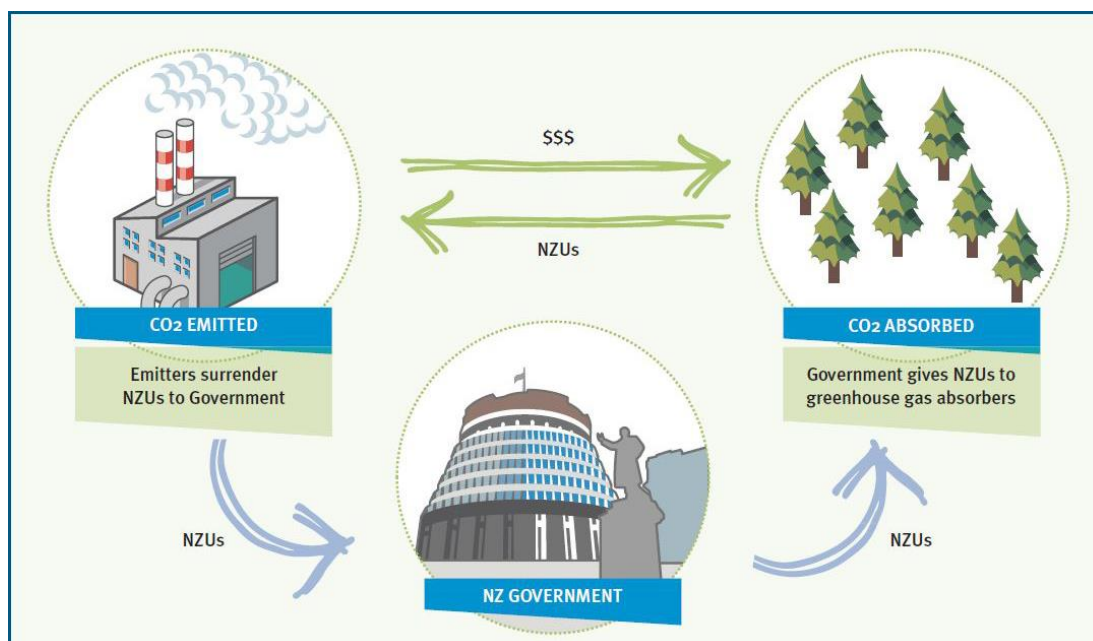 $$$
NZUs
CO2 EMITTED
Emitters surrender
NZUs to Government
CO2 ABSORBED
Government gives NZUs to
greenhouse gas absorbers
NZUs
NZUs
NZ GOVERNMENT